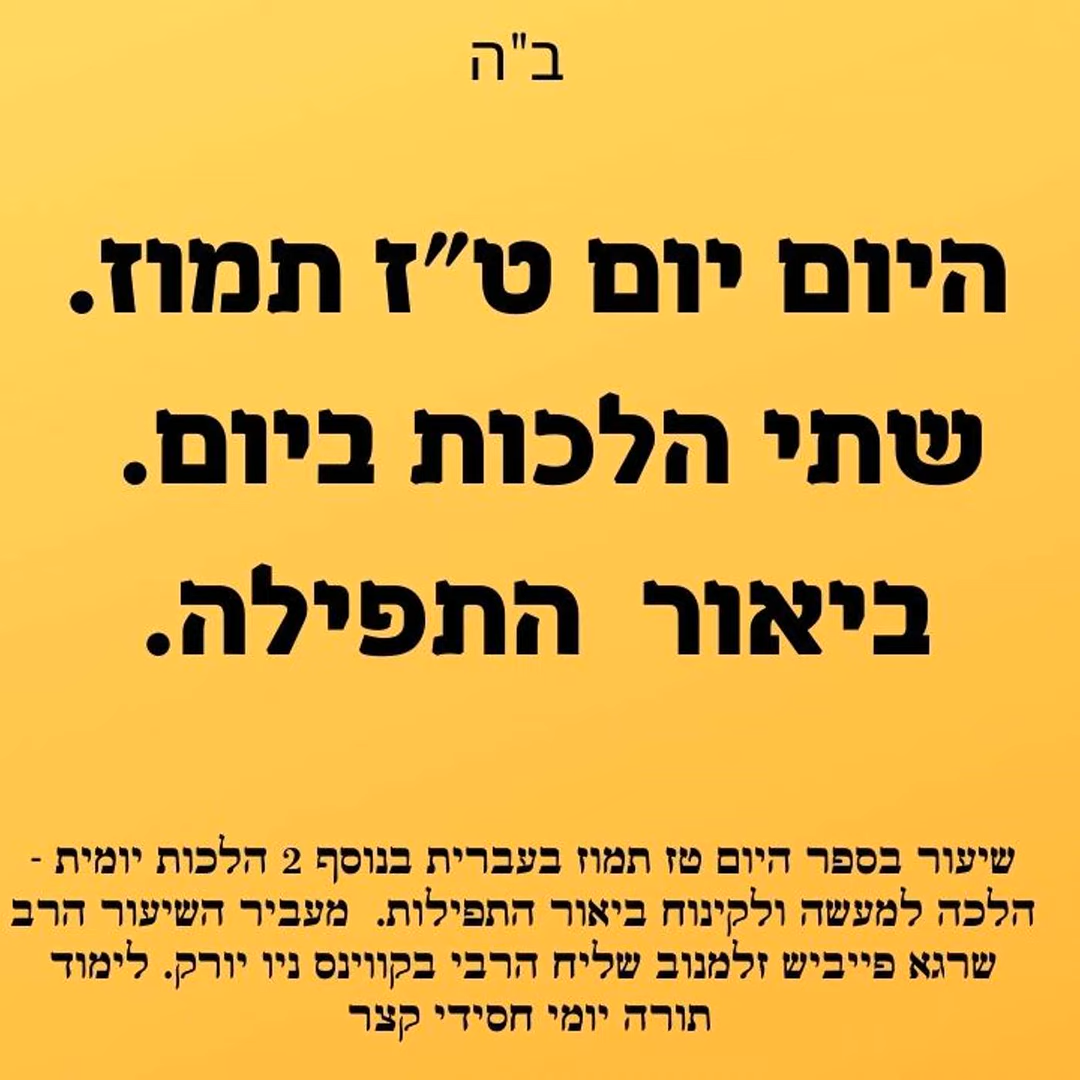 ב"ה
היום יום ט״ז תמוז.
שתי הלכות ביום.
ביאור התפילה.
שיעור בספר היום טז תמוז בעברית בנוסף 2 הלכות יומית -
הלכה למעשה ולקינוח ביאור התפילות. מעביר השיעור הרב
שרגא פייביש זלמנוב שליח הרבי בקווינס ניו יורק. לימוד
תורה יומי חסידי קצר